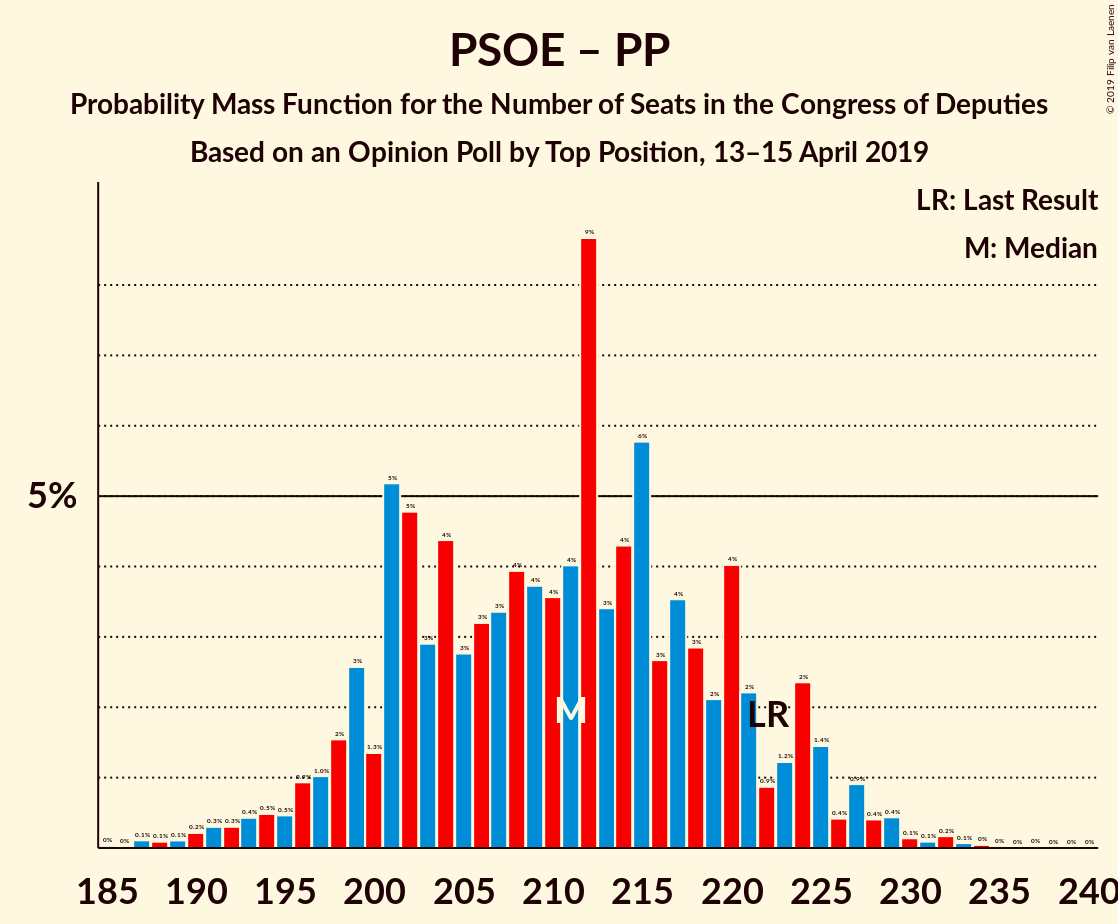 PSOE – PP
Probability Mass Function for the Number of Seats in the Congress of Deputies
Based on an Opinion Poll by Top Position, 13–15 April 2019
© 2019 Filip van Laenen
LR: Last Result
M: Median
5%
0% 0% 0.1% 0.1% 0.1% 0.2% 0.3% 0.3% 0.4% 0.5% 0.5% 0.9% 1.0% 2% 3% 1.3% 5% 5% 3% 4% 3% 3% 3% 4% 4% 4% 4% 9% 3% 4% 6% 3% 4% 3% 2% 4% 2% 0.9% 1.2% 2% 1.4% 0.4% 0.9% 0.4% 0.4% 0.1% 0.1% 0.2% 0.1% 0% 0% 0% 0% 0% 0% 0%
M
LR
185 190 195 200 205 210 215 220 225 230 235 240